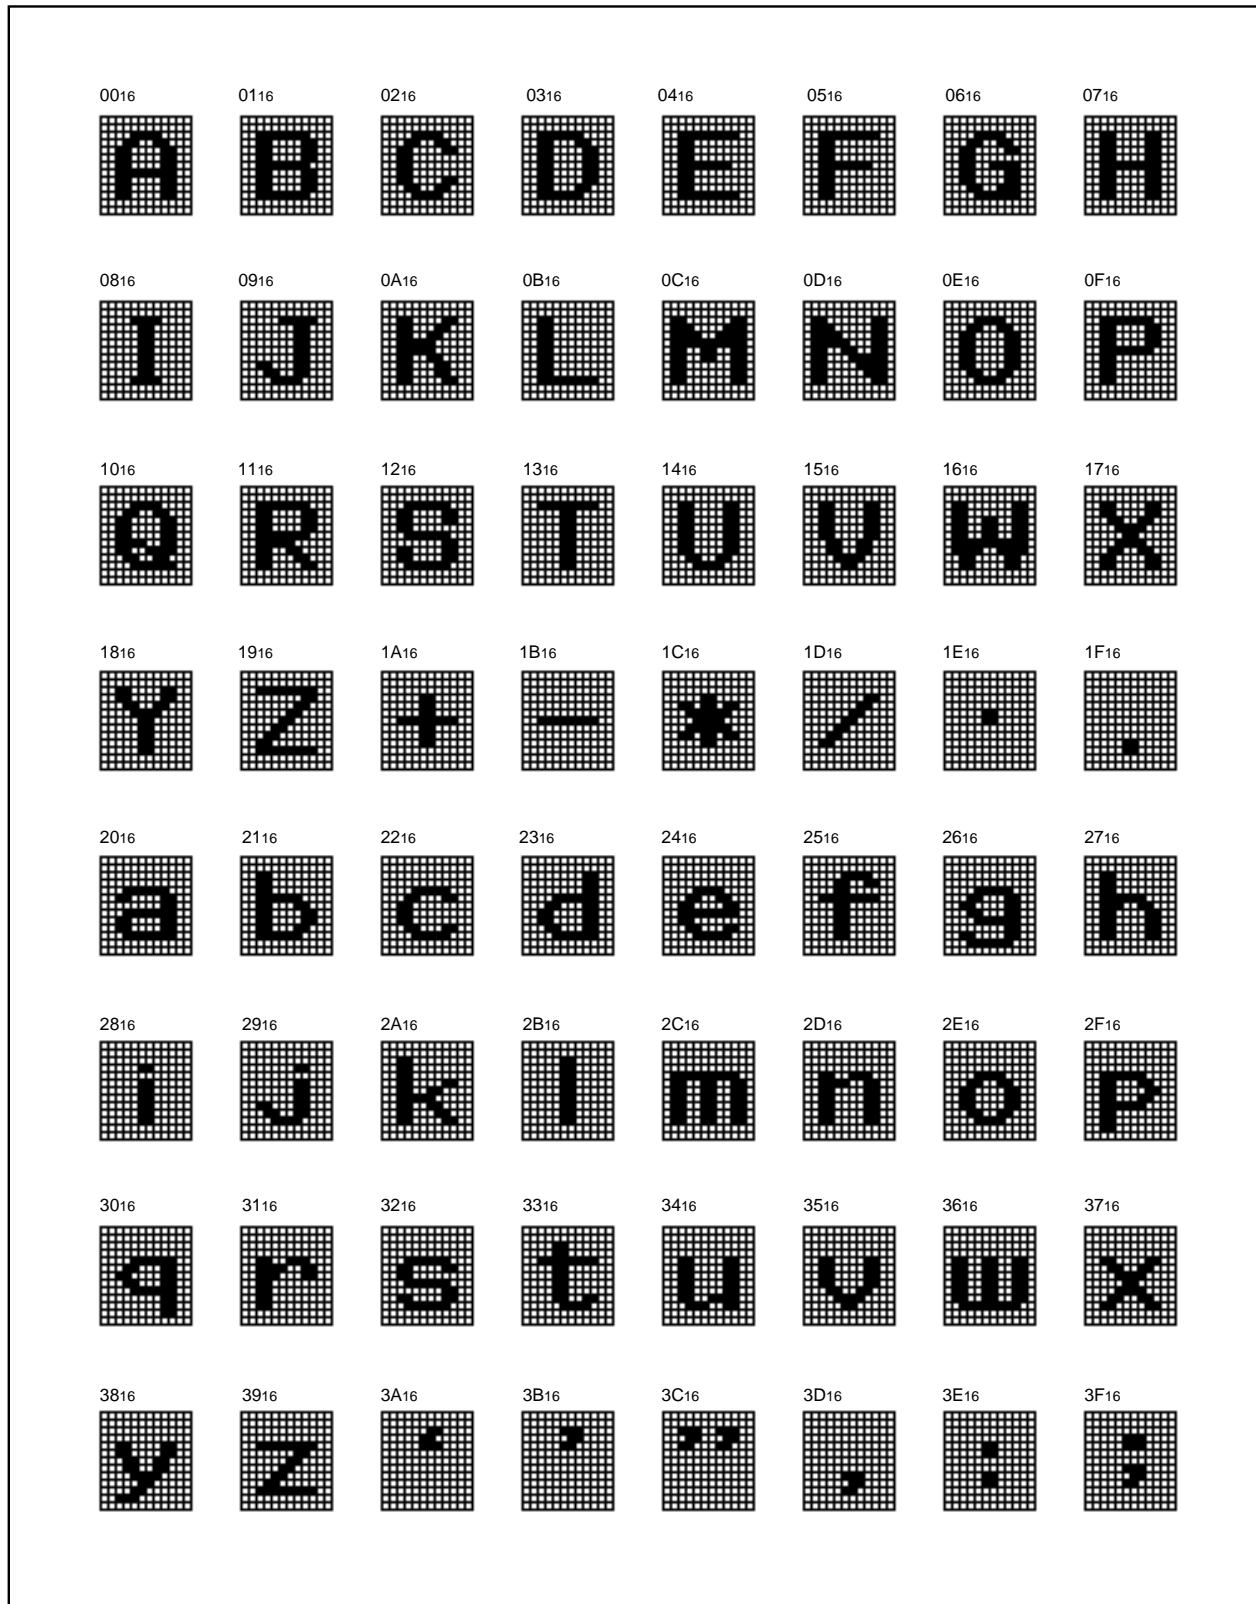 0016 0116 0216 0316 0416 0516 0616 0716
A B C D E F G H
0816 0916 0A16 0B16 0C16 0D16 0E16 0F16
I J K L M N O P
1016 1116 1216 1316 1416 1516 1616 1716
Q R S T U V W X
1816 1916 1A16 1B16 1C16 1D16 1E16 1F16
Y Z + - * / · .
2016 2116 2216 2316 2416 2516 2616 2716
a b c d e f g h
2816 2916 2A16 2B16 2C16 2D16 2E16 2F16
i j k l m n o p
3016 3116 3216 3316 3416 3516 3616 3716
q r s t u v w x
3816 3916 3A16 3B16 3C16 3D16 3E16 3F16
y z ‘ ’ ” , : ;